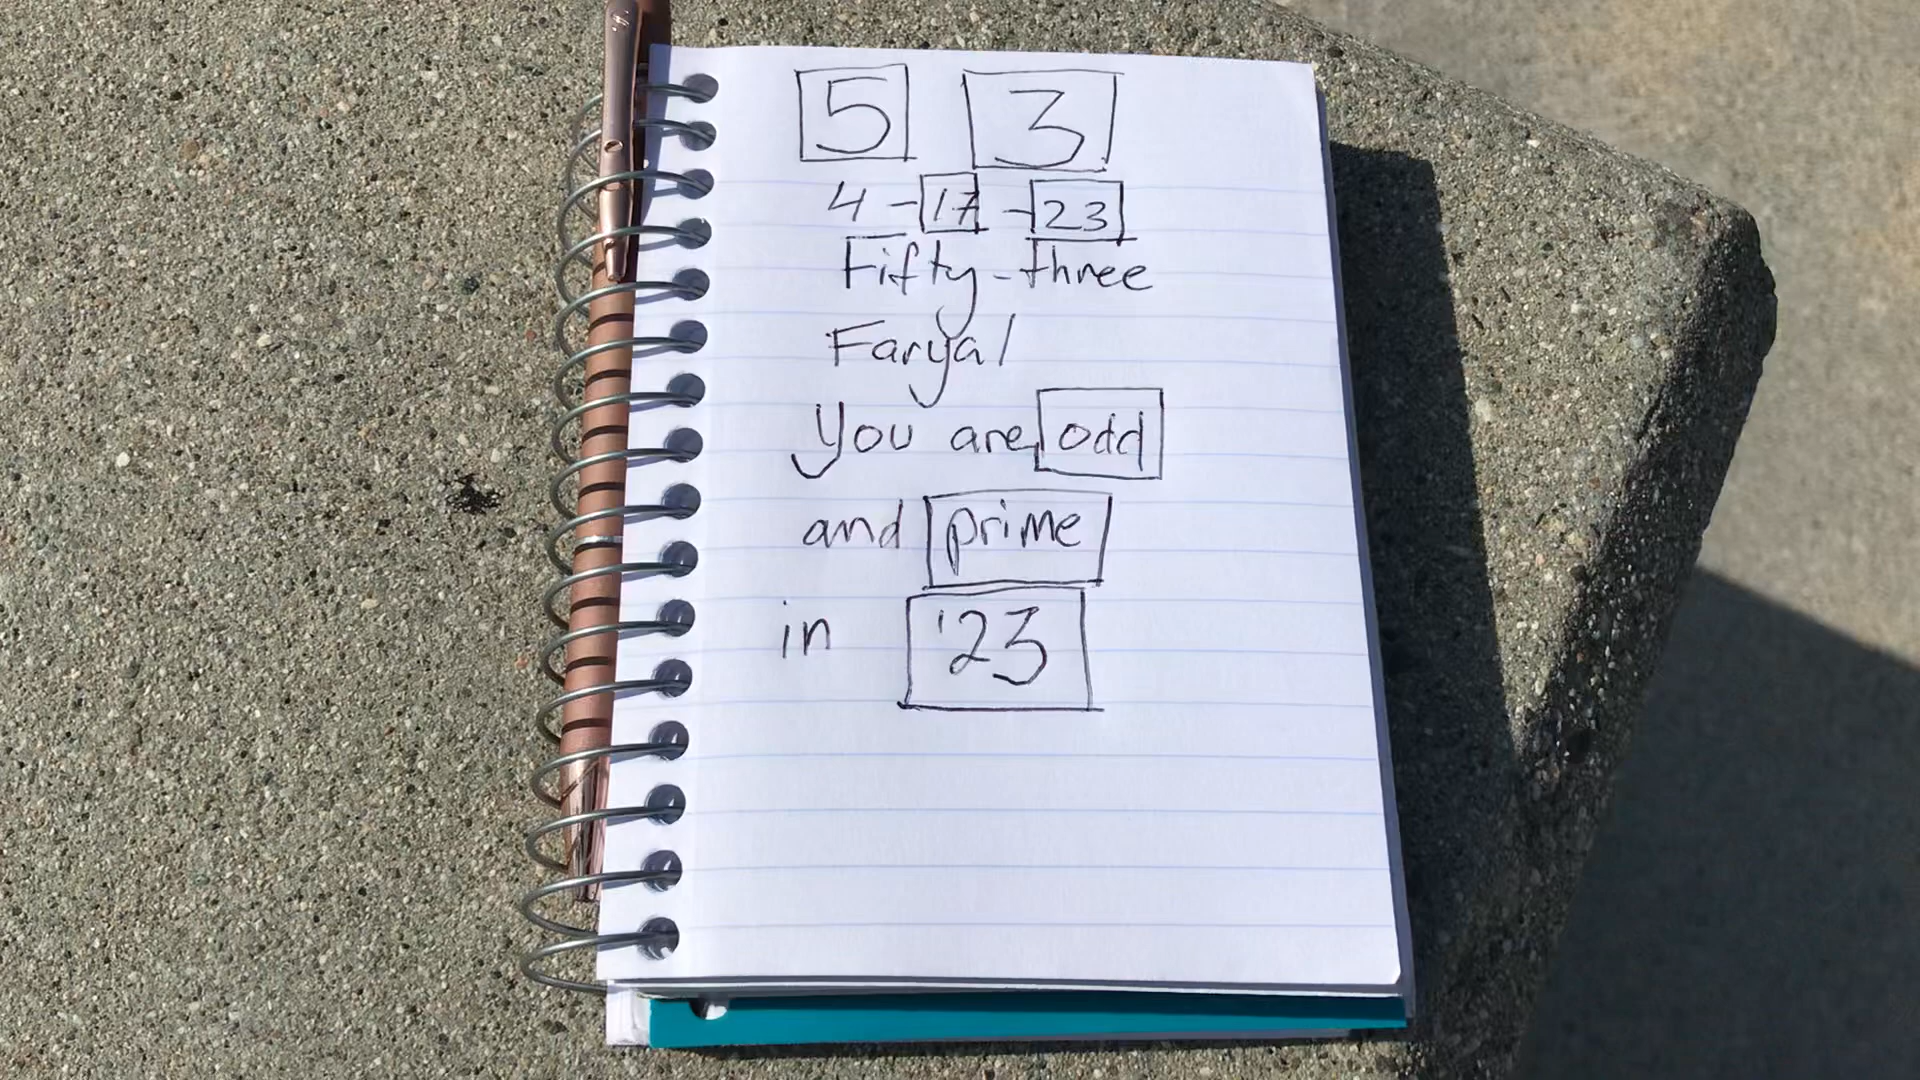 5 3
4-17-23
Fifty-three
Faryal
you are odd
and prime
in '23